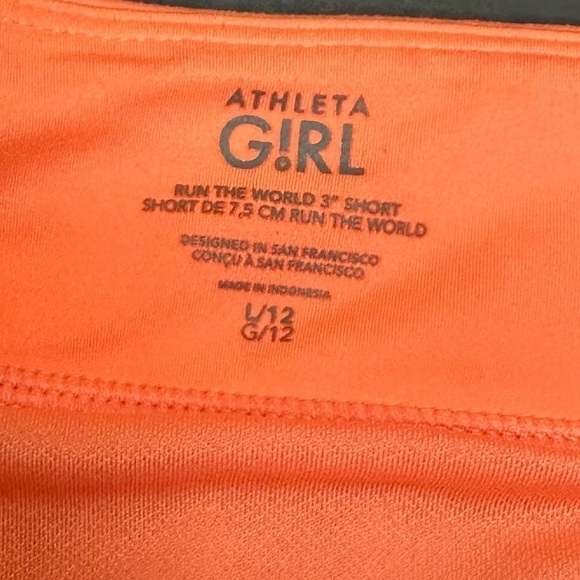 ATHLETA
G!RL
RUN THE WORLD 3" SHORT
SHORT DE 7,5 CM RUN THE WORLD
DESIGNED IN SAN FRANCISCO
CONÇU À SAN FRANCISCO
MADE IN INDONESIA
L/12
G/12